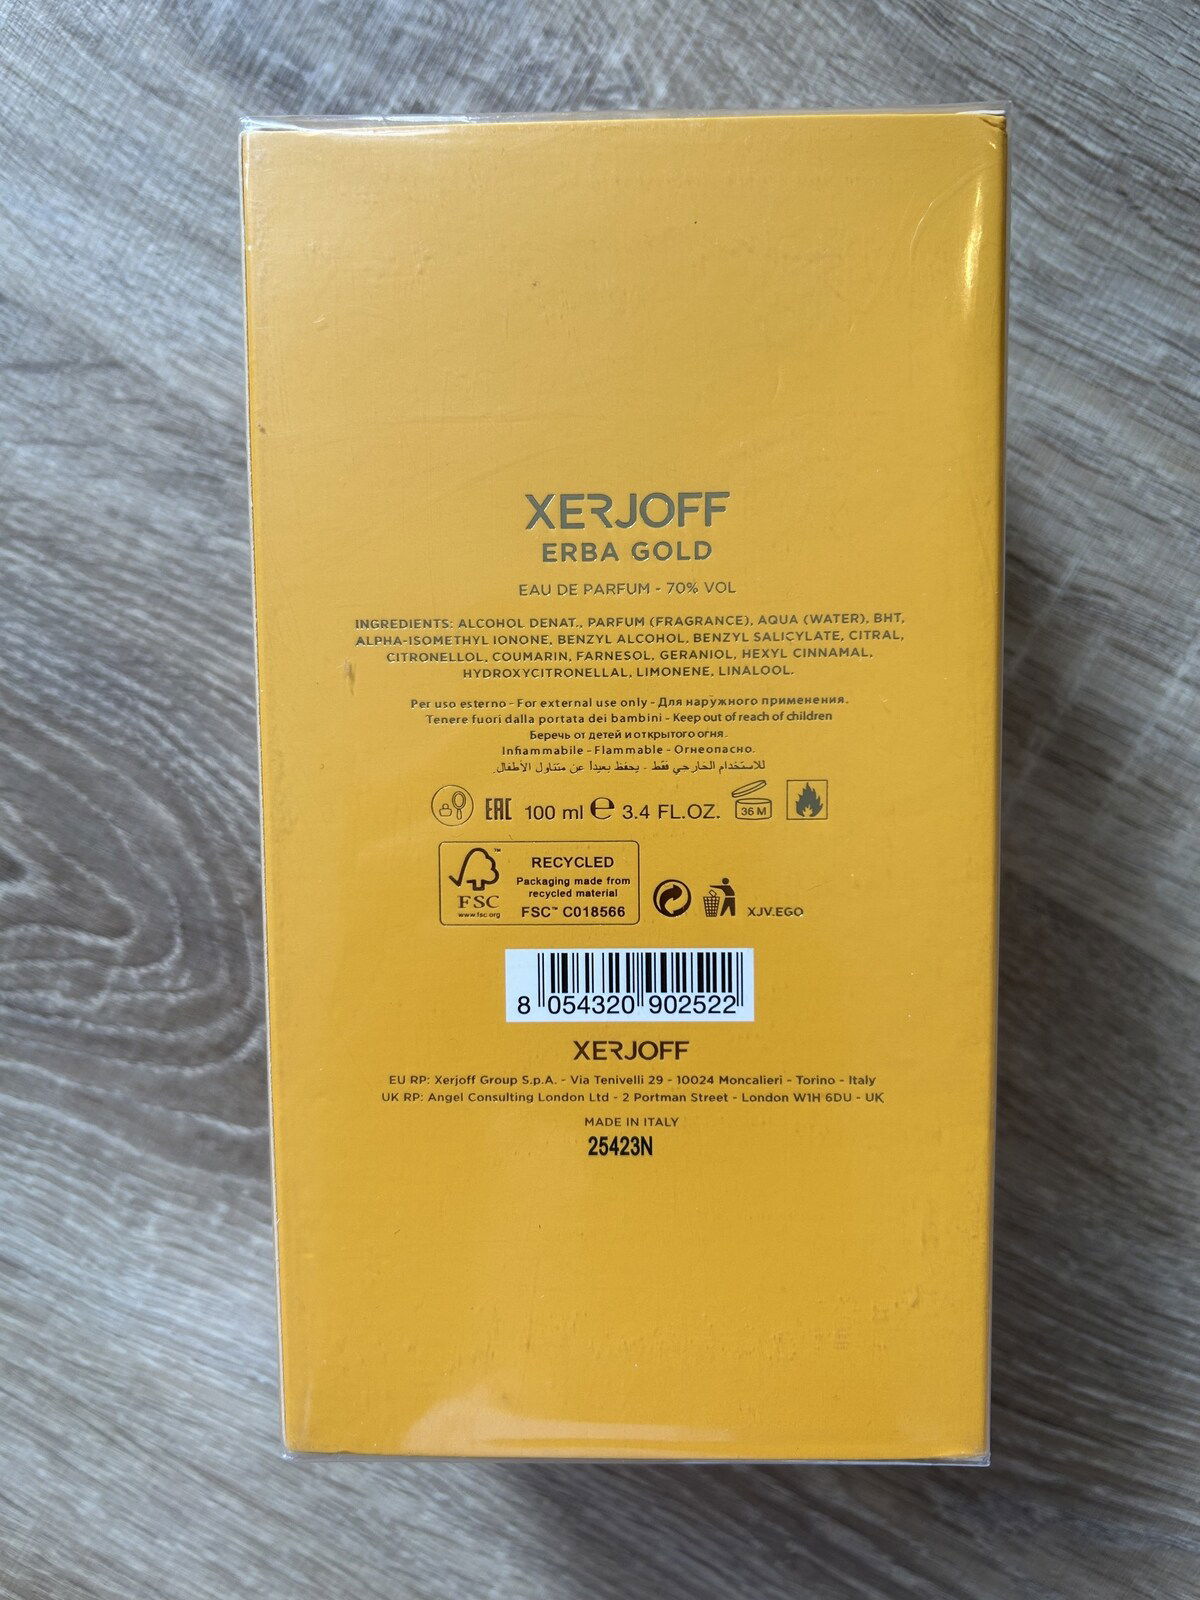 XERJOFF
ERBA GOLD
EAU DE PARFUM - 70% VOL
INGREDIENTS: ALCOHOL DENAT., PARFUM (FRAGRANCE), AQUA (WATER), BHT,
ALPHA-ISOMETHYL IONONE, BENZYL ALCOHOL, BENZYL SALICYLATE, CITRAL,
CITRONELLOL, COUMARIN, FARNESOL, GERANIOL, HEXYL CINNAMAL,
HYDROXYCITRONELLAL, LIMONENE, LINALOOL.
Per uso esterno - For external use only - Для наружного применения.
Tenere fuori dalla portata dei bambini - Keep out of reach of children
Беречь от детей и открытого огня.
Infiammabile - Flammable - Огнеопасно.
للاستخدام الخارجي فقط - يحفظ بعيداً عن متناول الأطفال.
EAC 100 ml e 3.4 FL.OZ. 36 M
RECYCLED
Packaging made from
recycled material
FSC™ C018566
FSC
www.fsc.org
XJV.EGO
8 054320 902522
XERJOFF
EU RP: Xerjoff Group S.p.A. - Via Tenivelli 29 - 10024 Moncalieri - Torino - Italy
UK RP: Angel Consulting London Ltd - 2 Portman Street - London W1H 6DU - UK
MADE IN ITALY
25423N